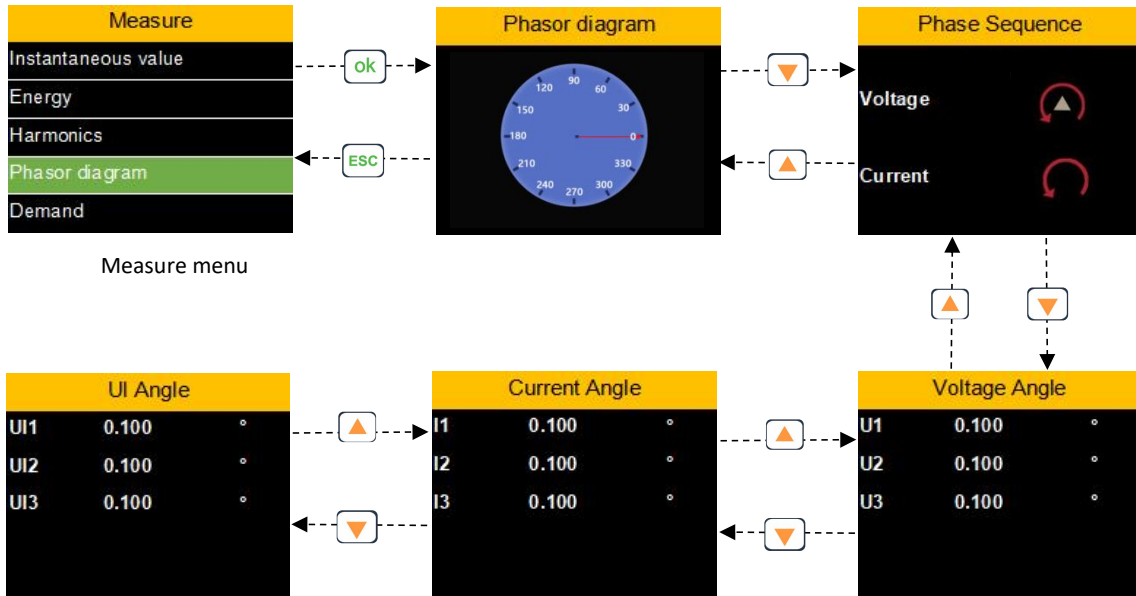 Measure
Instantaneous value
Energy
Harmonics
Phasor diagram
Demand
Measure menu
ok
ESC
Phasor diagram
90
120
60
150
30
180
0
210
330
240
300
270
Phase Sequence
Voltage
Current
UI Angle
UI1 0.100 °
UI2 0.100 °
UI3 0.100 °
Current Angle
I1 0.100 °
I2 0.100 °
I3 0.100 °
Voltage Angle
U1 0.100 °
U2 0.100 °
U3 0.100 °